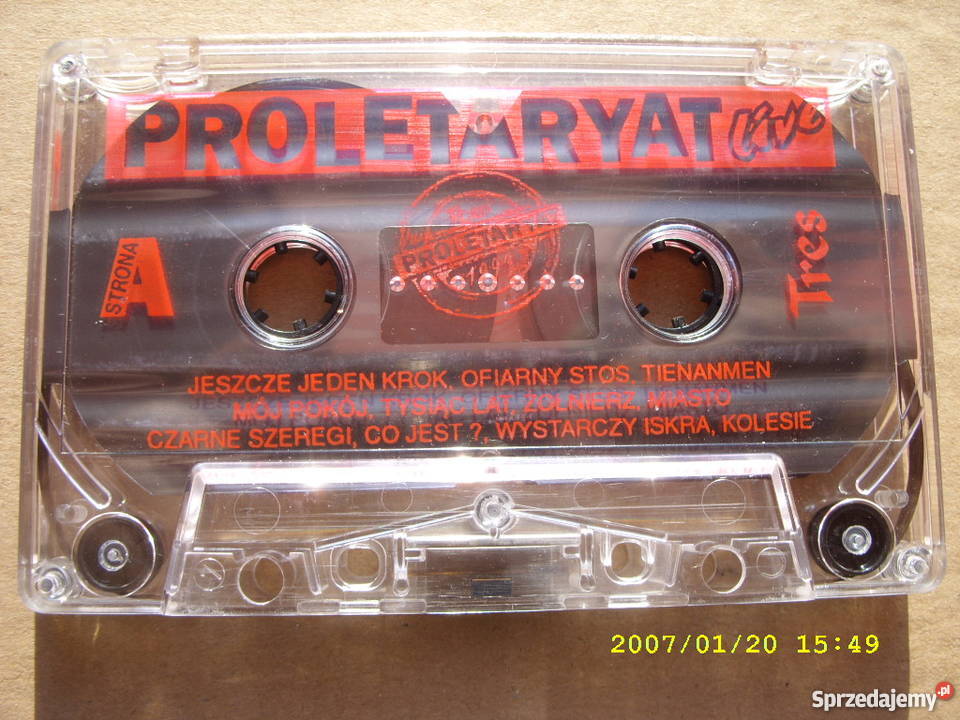 PROLETARYAT Live
PROLETARY
STRONA
A
Tres
JESZCZE JEDEN KROK, OFIARNY STOS, TIENANMEN
MÓJ POKÓJ, TYSIĄC LAT, ŻOŁNIERZ, MIASTO
CZARNE SZEREGI, CO JEST ?, WYSTARCZY ISKRA, KOLESIE
2007/01/20 15:49
Sprzedajemy.pl